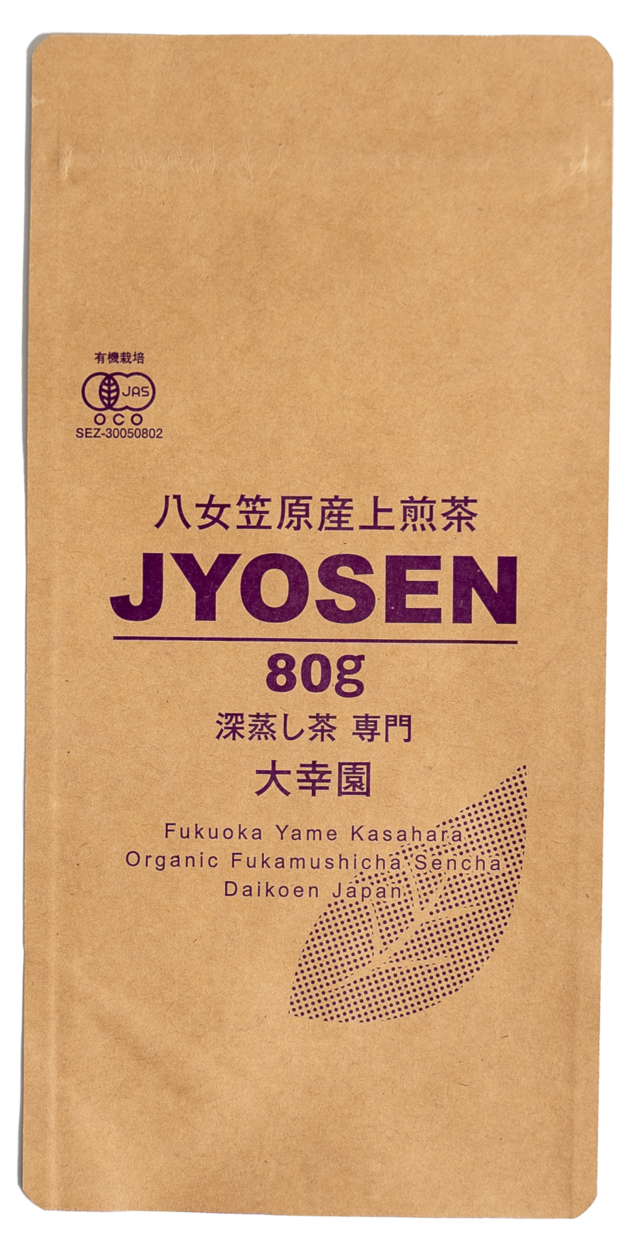 有機栽培
JAS
OCO
SEZ-30050802
八女笠原産上煎茶
JYOSEN
80g
深蒸し茶 専門
大幸園
Fukuoka Yame Kasahara
Organic Fukamushicha Sencha
Daikoen Japan